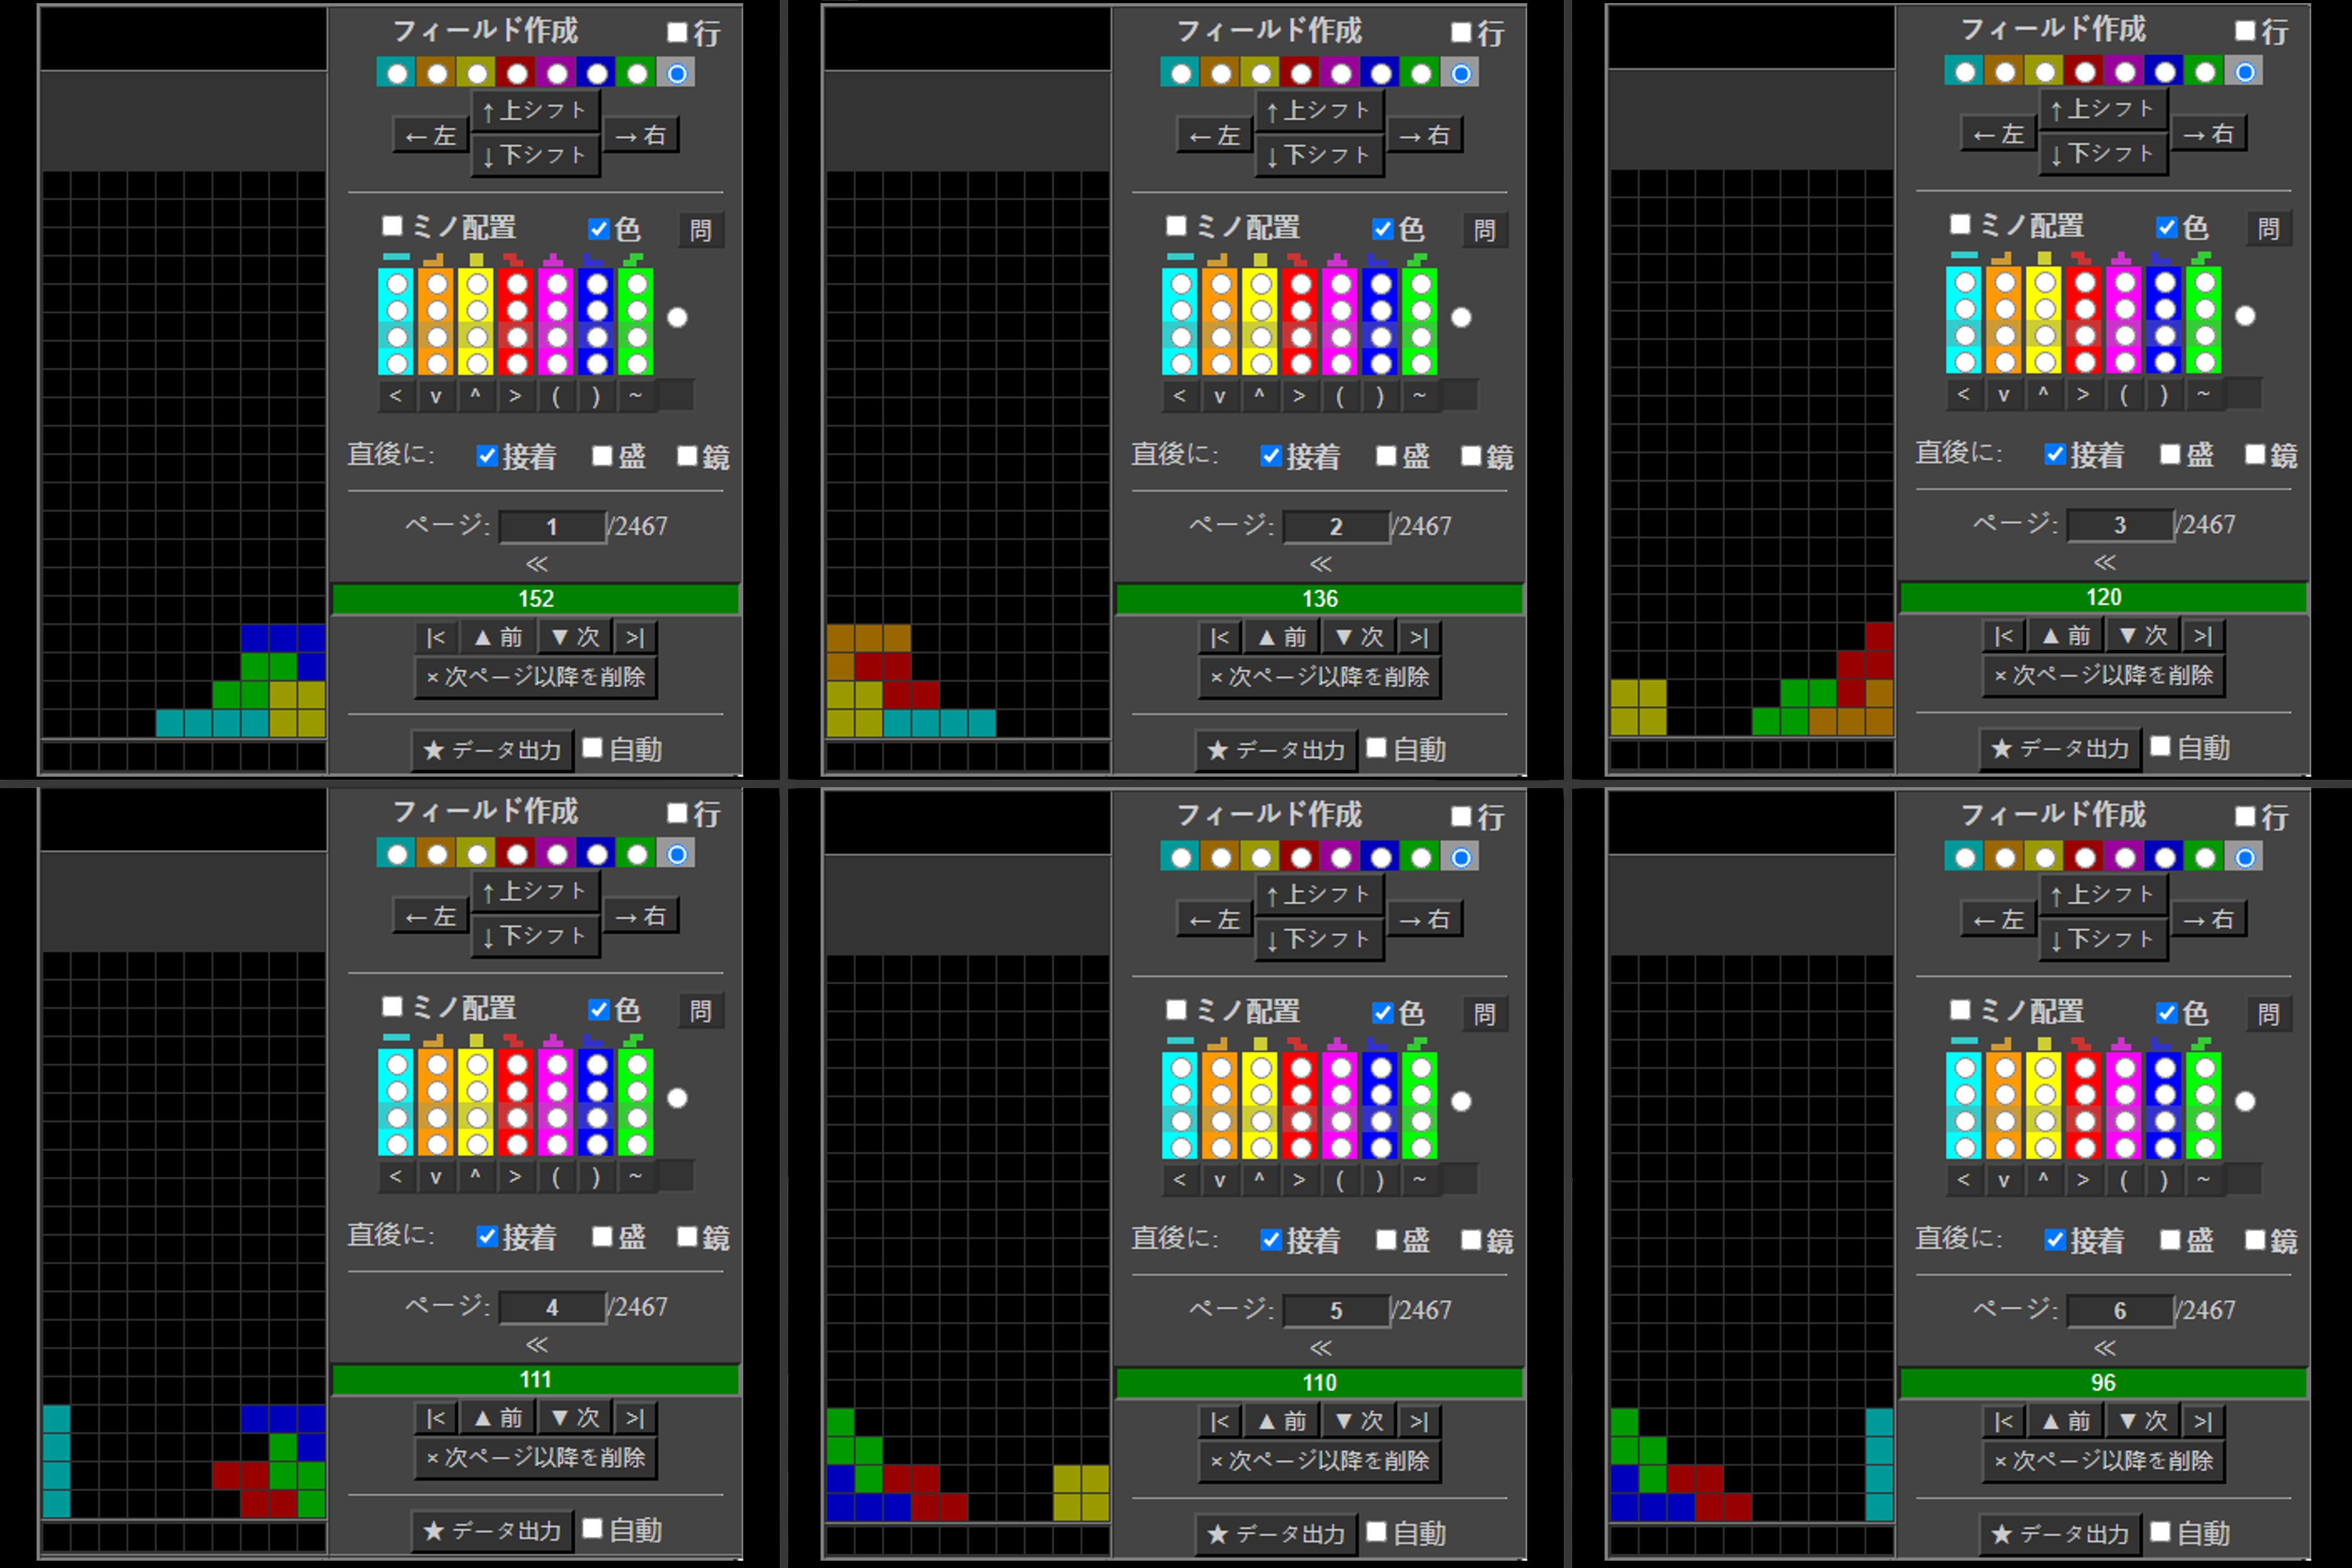 フィールド作成 行
↑上シフト
←左 →右
↓下シフト
ミノ配置 色 問
< v ^ > ( ) ~
直後に: 接着 盛 鏡
ページ: 1 /2467
≪
152
|< ▲前 ▼次 >|
×次ページ以降を削除
★データ出力 自動
フィールド作成 行
↑上シフト
←左 →右
↓下シフト
ミノ配置 色 問
< v ^ > ( ) ~
直後に: 接着 盛 鏡
ページ: 2 /2467
≪
136
|< ▲前 ▼次 >|
×次ページ以降を削除
★データ出力 自動
フィールド作成 行
↑上シフト
←左 →右
↓下シフト
ミノ配置 色 問
< v ^ > ( ) ~
直後に: 接着 盛 鏡
ページ: 3 /2467
≪
120
|< ▲前 ▼次 >|
×次ページ以降を削除
★データ出力 自動
フィールド作成 行
↑上シフト
←左 →右
↓下シフト
ミノ配置 色 問
< v ^ > ( ) ~
直後に: 接着 盛 鏡
ページ: 4 /2467
≪
111
|< ▲前 ▼次 >|
×次ページ以降を削除
★データ出力 自動
フィールド作成 行
↑上シフト
←左 →右
↓下シフト
ミノ配置 色 問
< v ^ > ( ) ~
直後に: 接着 盛 鏡
ページ: 5 /2467
≪
110
|< ▲前 ▼次 >|
×次ページ以降を削除
★データ出力 自動
フィールド作成 行
↑上シフト
←左 →右
↓下シフト
ミノ配置 色 問
< v ^ > ( ) ~
直後に: 接着 盛 鏡
ページ: 6 /2467
≪
96
|< ▲前 ▼次 >|
×次ページ以降を削除
★データ出力 自動